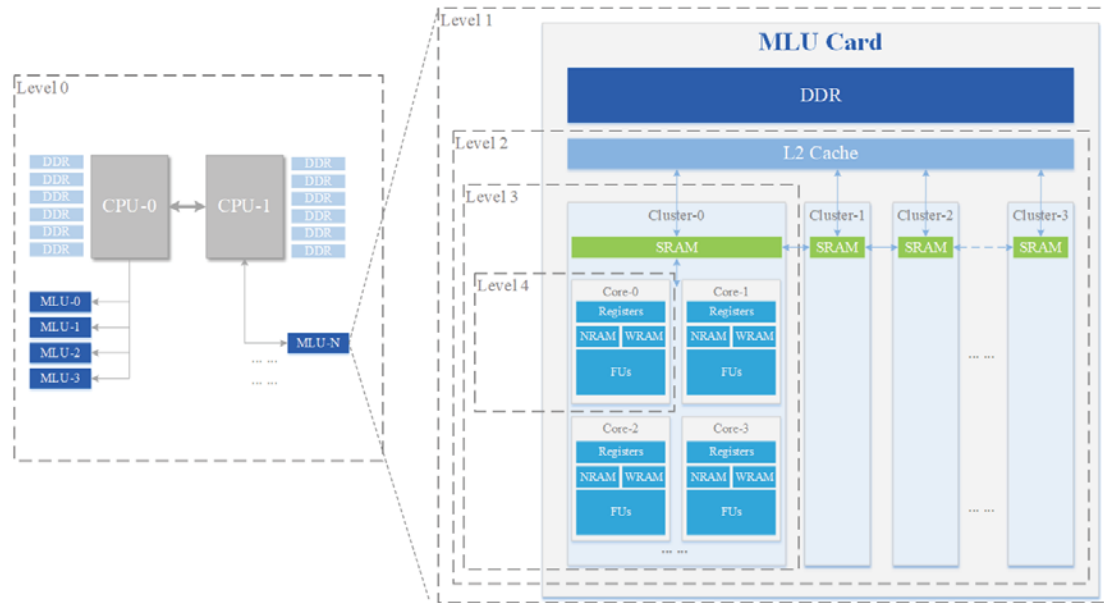 Level 0
DDR
DDR
DDR
DDR
DDR
DDR
CPU-0
CPU-1
DDR
DDR
DDR
DDR
DDR
DDR
MLU-0
MLU-1
MLU-2
MLU-3
MLU-N
... ...
... ...
Level 1
MLU Card
DDR
Level 2
L2 Cache
Level 3
Cluster-0
SRAM
Cluster-1
SRAM
Cluster-2
SRAM
Cluster-3
SRAM
Level 4
Core-0
Registers
NRAM WRAM
FUs
Core-1
Registers
NRAM WRAM
FUs
Core-2
Registers
NRAM WRAM
FUs
Core-3
Registers
NRAM WRAM
FUs
... ...
... ...
... ...